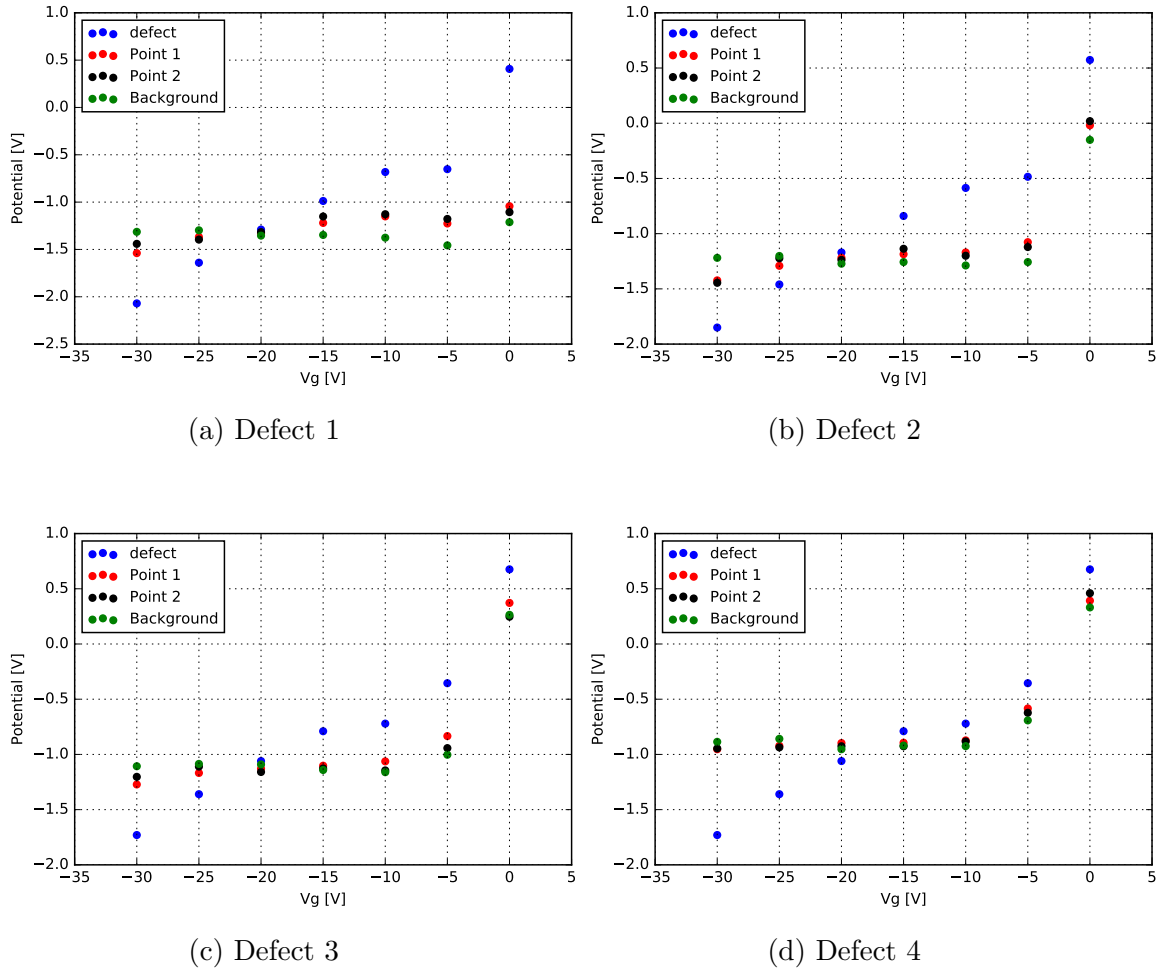 1.0
0.5
0.0
−0.5
−1.0
−1.5
−2.0
−2.5
Potential [V]
defect
Point 1
Point 2
Background
−35 −30 −25 −20 −15 −10 −5 0 5
Vg [V]
(a) Defect 1
1.0
0.5
0.0
−0.5
−1.0
−1.5
−2.0
Potential [V]
defect
Point 1
Point 2
Background
−35 −30 −25 −20 −15 −10 −5 0 5
Vg [V]
(b) Defect 2
1.0
0.5
0.0
−0.5
−1.0
−1.5
−2.0
Potential [V]
defect
Point 1
Point 2
Background
−35 −30 −25 −20 −15 −10 −5 0 5
Vg [V]
(c) Defect 3
1.0
0.5
0.0
−0.5
−1.0
−1.5
−2.0
Potential [V]
defect
Point 1
Point 2
Background
−35 −30 −25 −20 −15 −10 −5 0 5
Vg [V]
(d) Defect 4